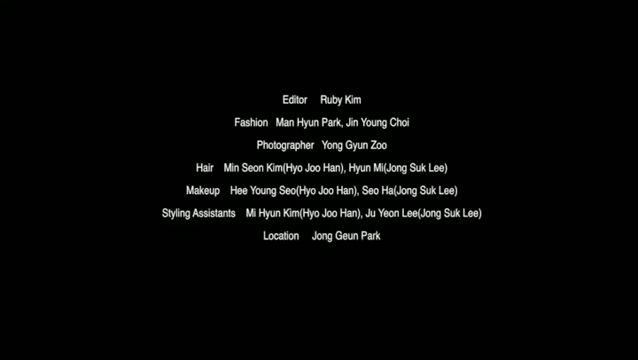 Editor Ruby Kim
Fashion Man Hyun Park, Jin Young Choi
Photographer Yong Gyun Zoo
Hair Min Seon Kim(Hyo Joo Han), Hyun Mi(Jong Suk Lee)
Makeup Hee Young Seo(Hyo Joo Han), Seo Ha(Jong Suk Lee)
Styling Assistants Mi Hyun Kim(Hyo Joo Han), Ju Yeon Lee(Jong Suk Lee)
Location Jong Geun Park